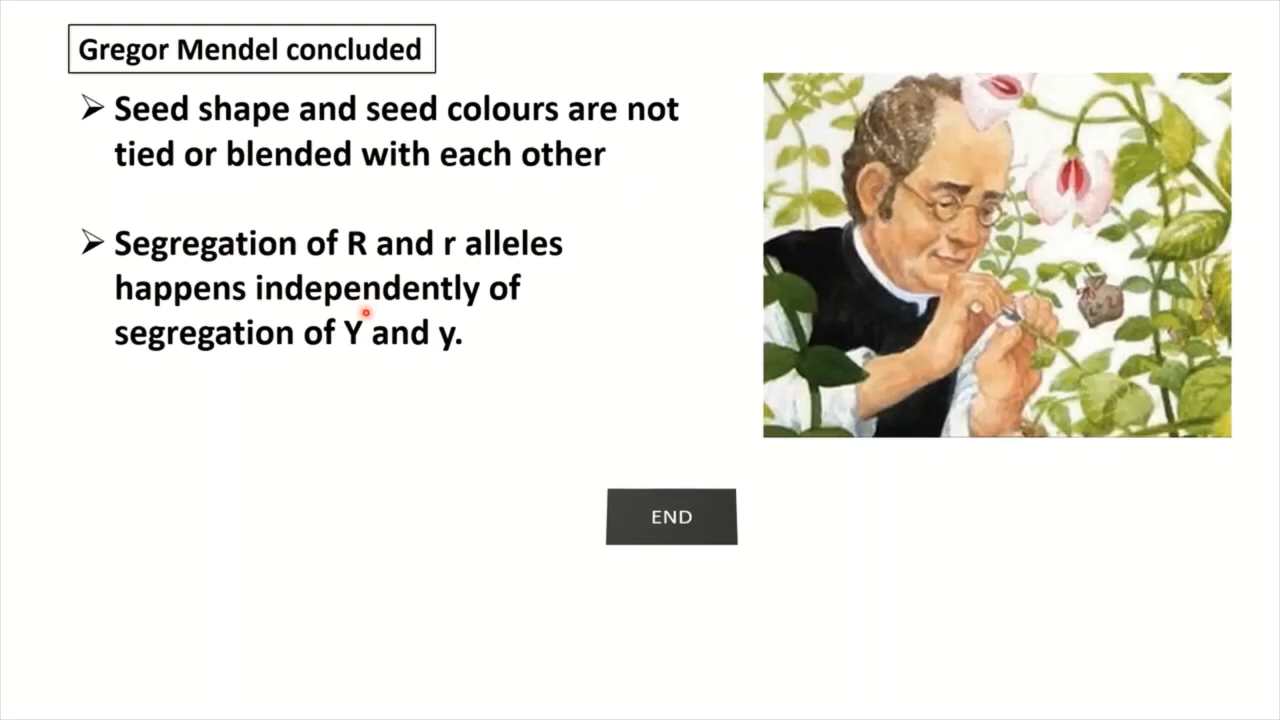 Gregor Mendel concluded
➢ Seed shape and seed colours are not
tied or blended with each other
➢ Segregation of R and r alleles
happens independently of
segregation of Y and y.
END